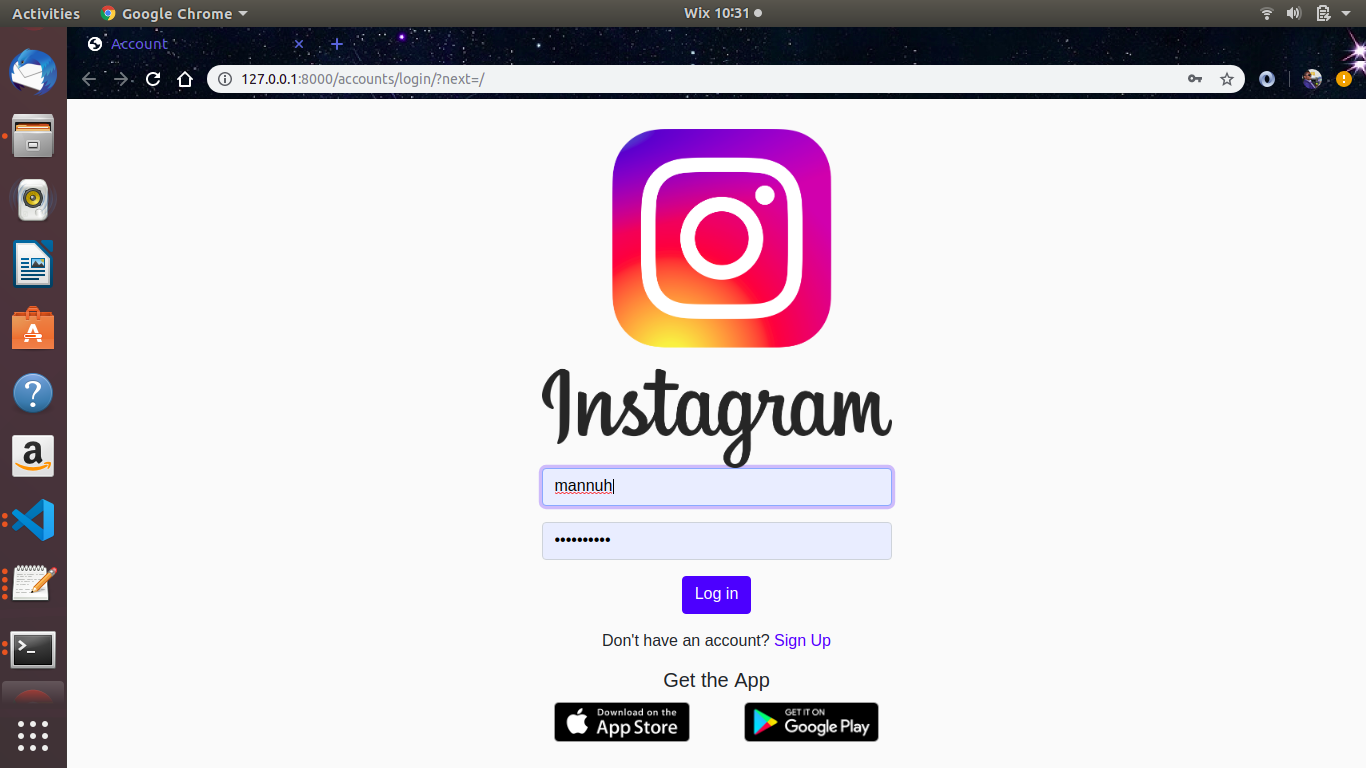 Activities Google Chrome Wix 10:31
Account
127.0.0.1:8000/accounts/login/?next=/
Instagram
mannuh
••••••••••
Log in
Don't have an account? Sign Up
Get the App
Download on the
App Store
GET IT ON
Google Play